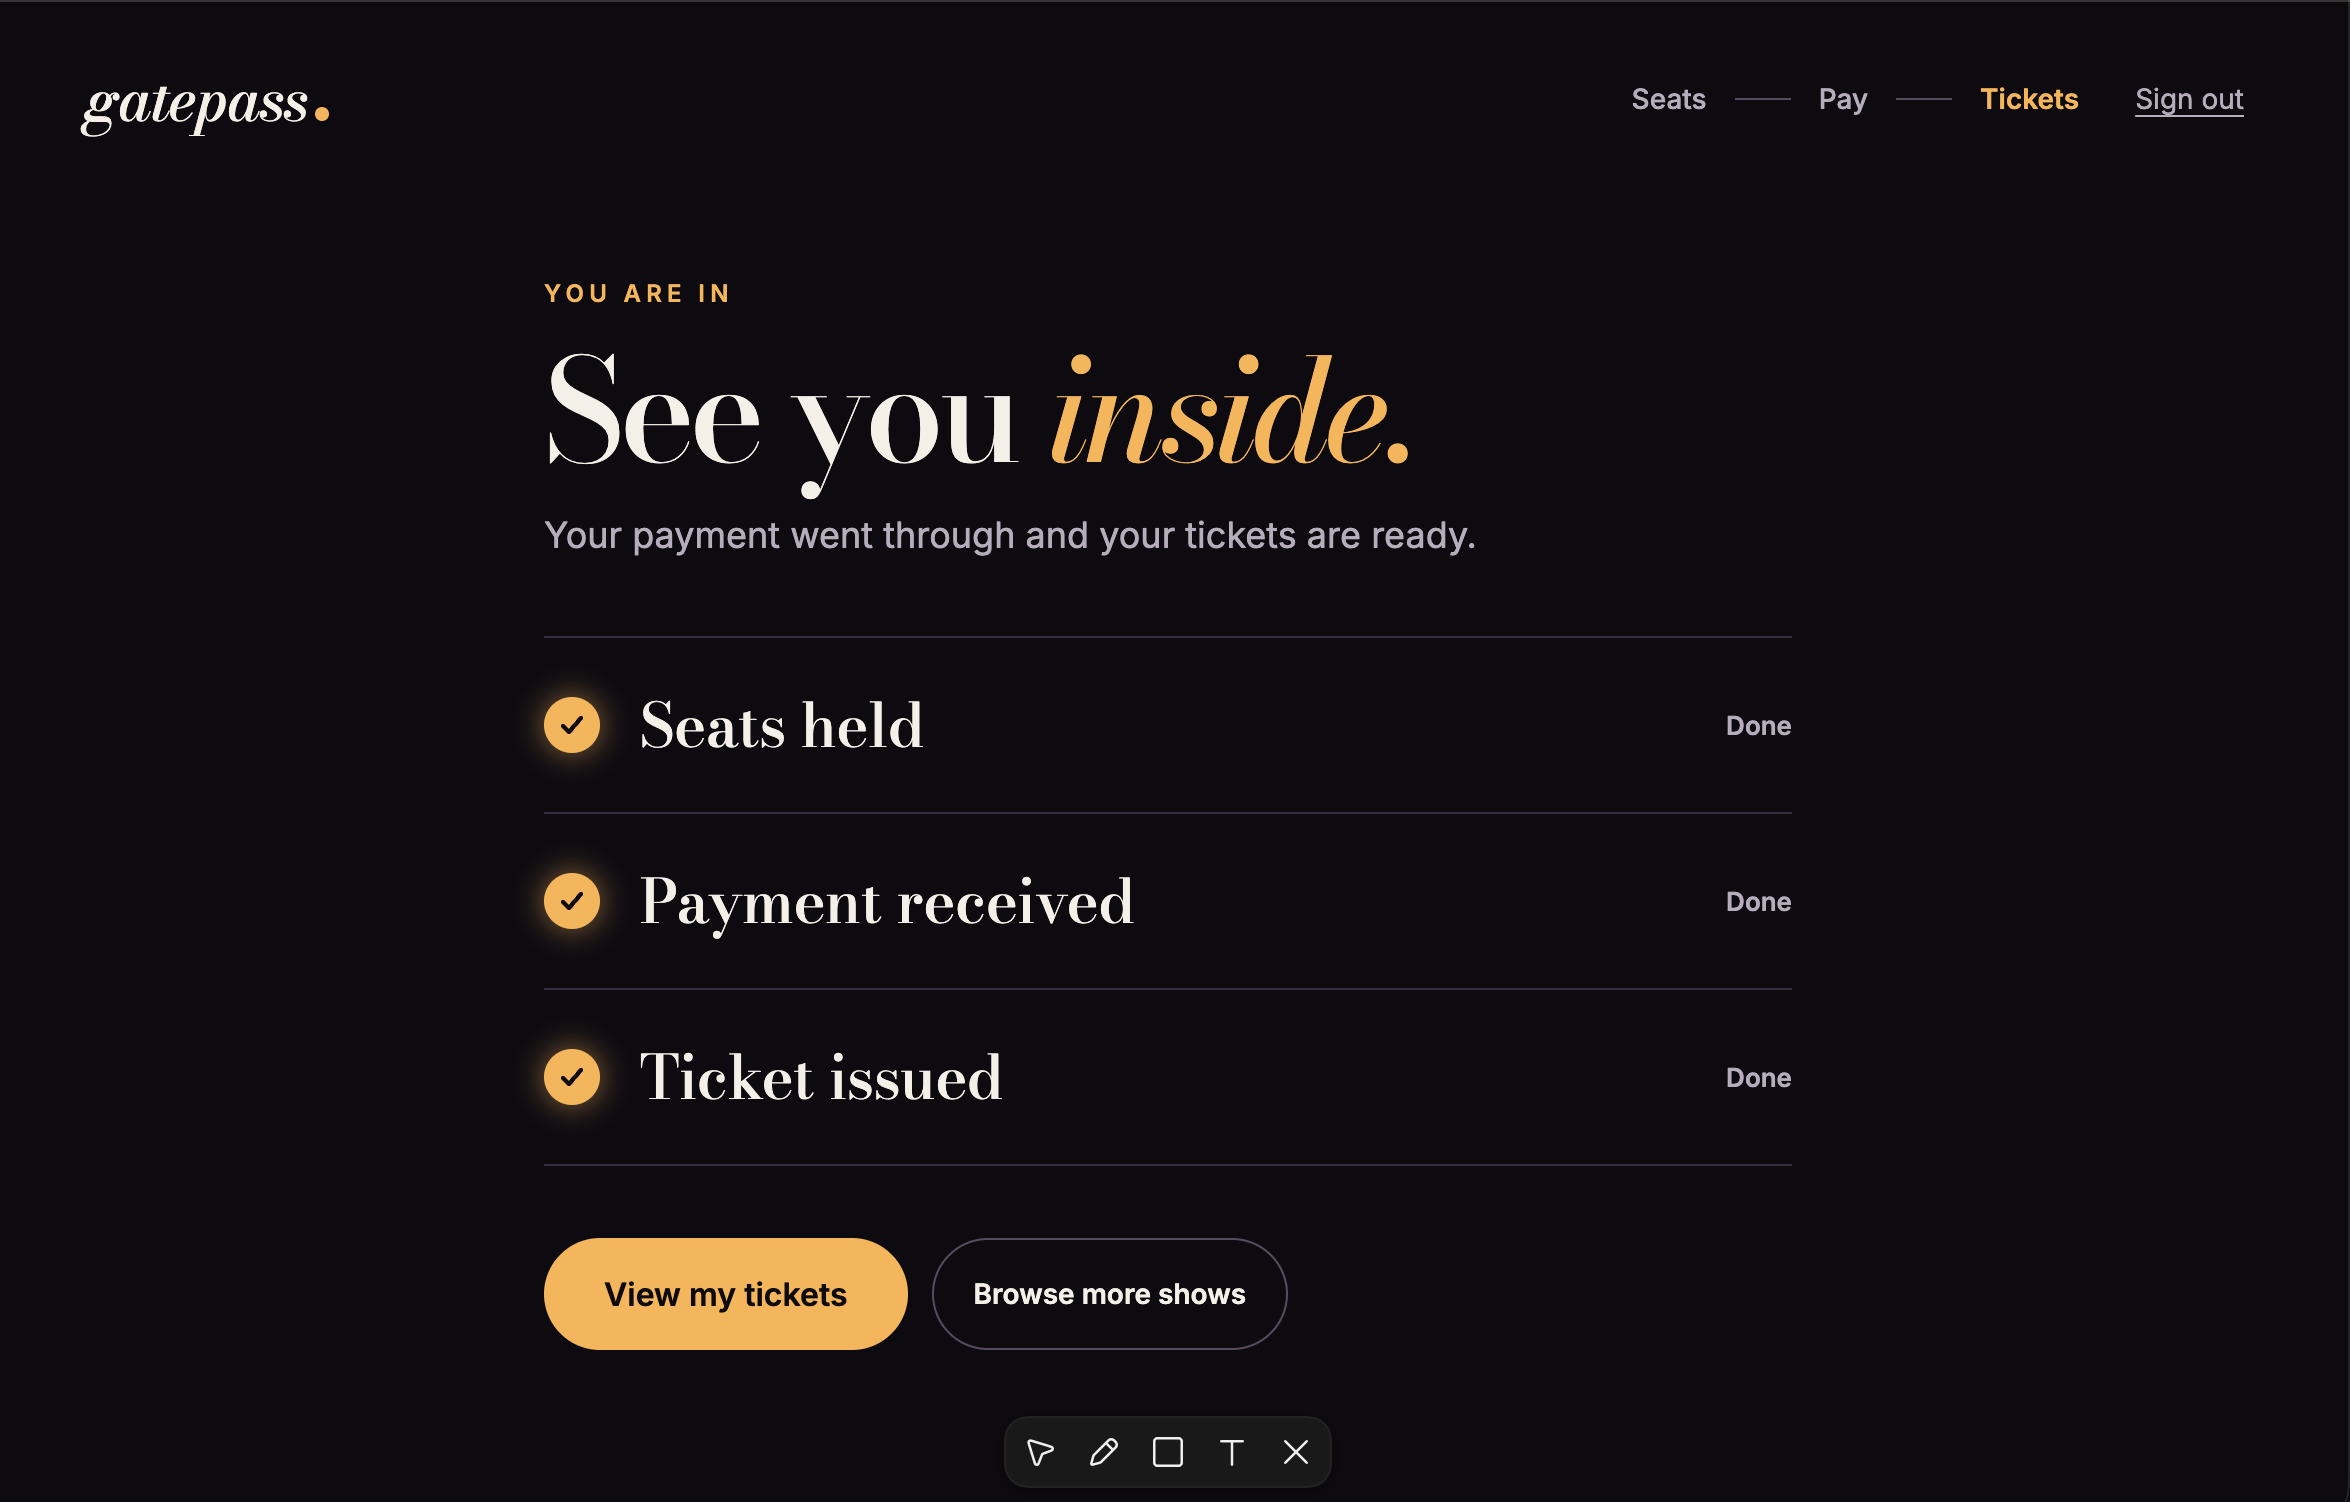 gatepass.
Seats Pay Tickets Sign out
YOU ARE IN
See you inside.
Your payment went through and your tickets are ready.
Seats held Done
Payment received Done
Ticket issued Done
View my tickets Browse more shows